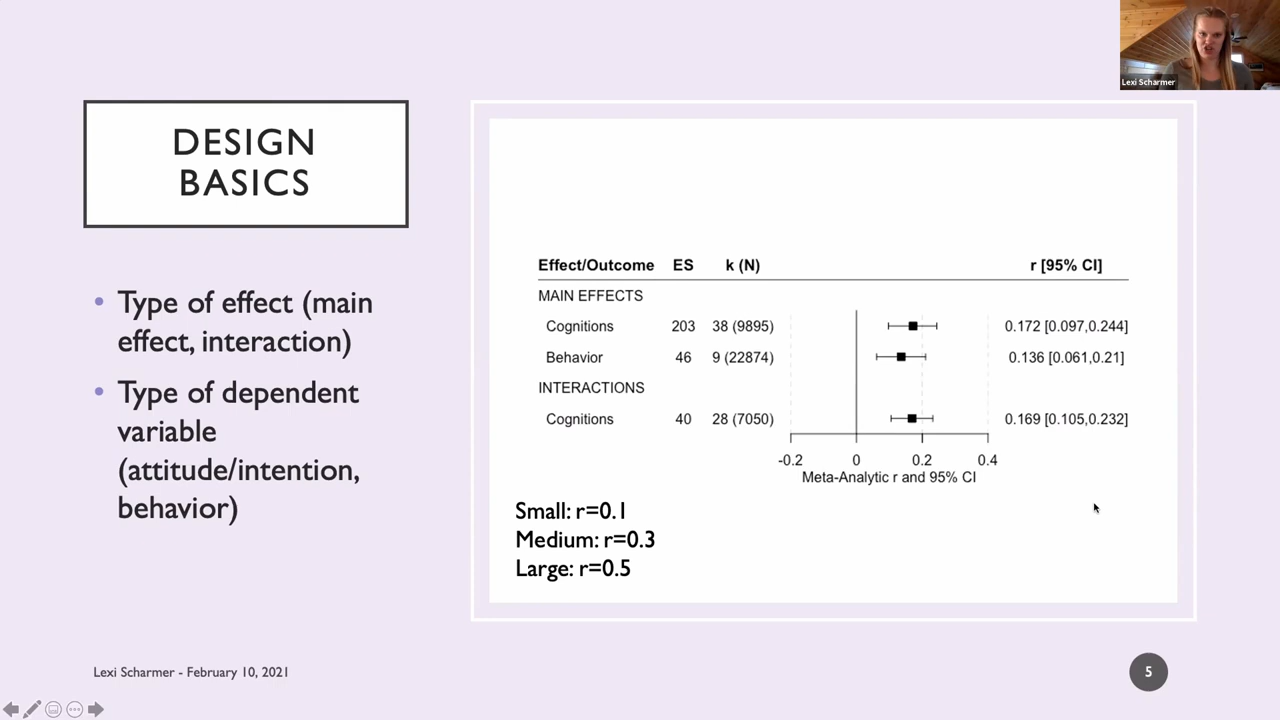 Lexi Scharmer
DESIGN
BASICS
• Type of effect (main
effect, interaction)
• Type of dependent
variable
(attitude/intention,
behavior)
Effect/Outcome ES k (N) r [95% CI]
MAIN EFFECTS
Cognitions 203 38 (9895) 0.172 [0.097,0.244]
Behavior 46 9 (22874) 0.136 [0.061,0.21]
INTERACTIONS
Cognitions 40 28 (7050) 0.169 [0.105,0.232]
-0.2 0 0.2 0.4
Meta-Analytic r and 95% CI
Small: r=0.1
Medium: r=0.3
Large: r=0.5
Lexi Scharmer - February 10, 2021
5